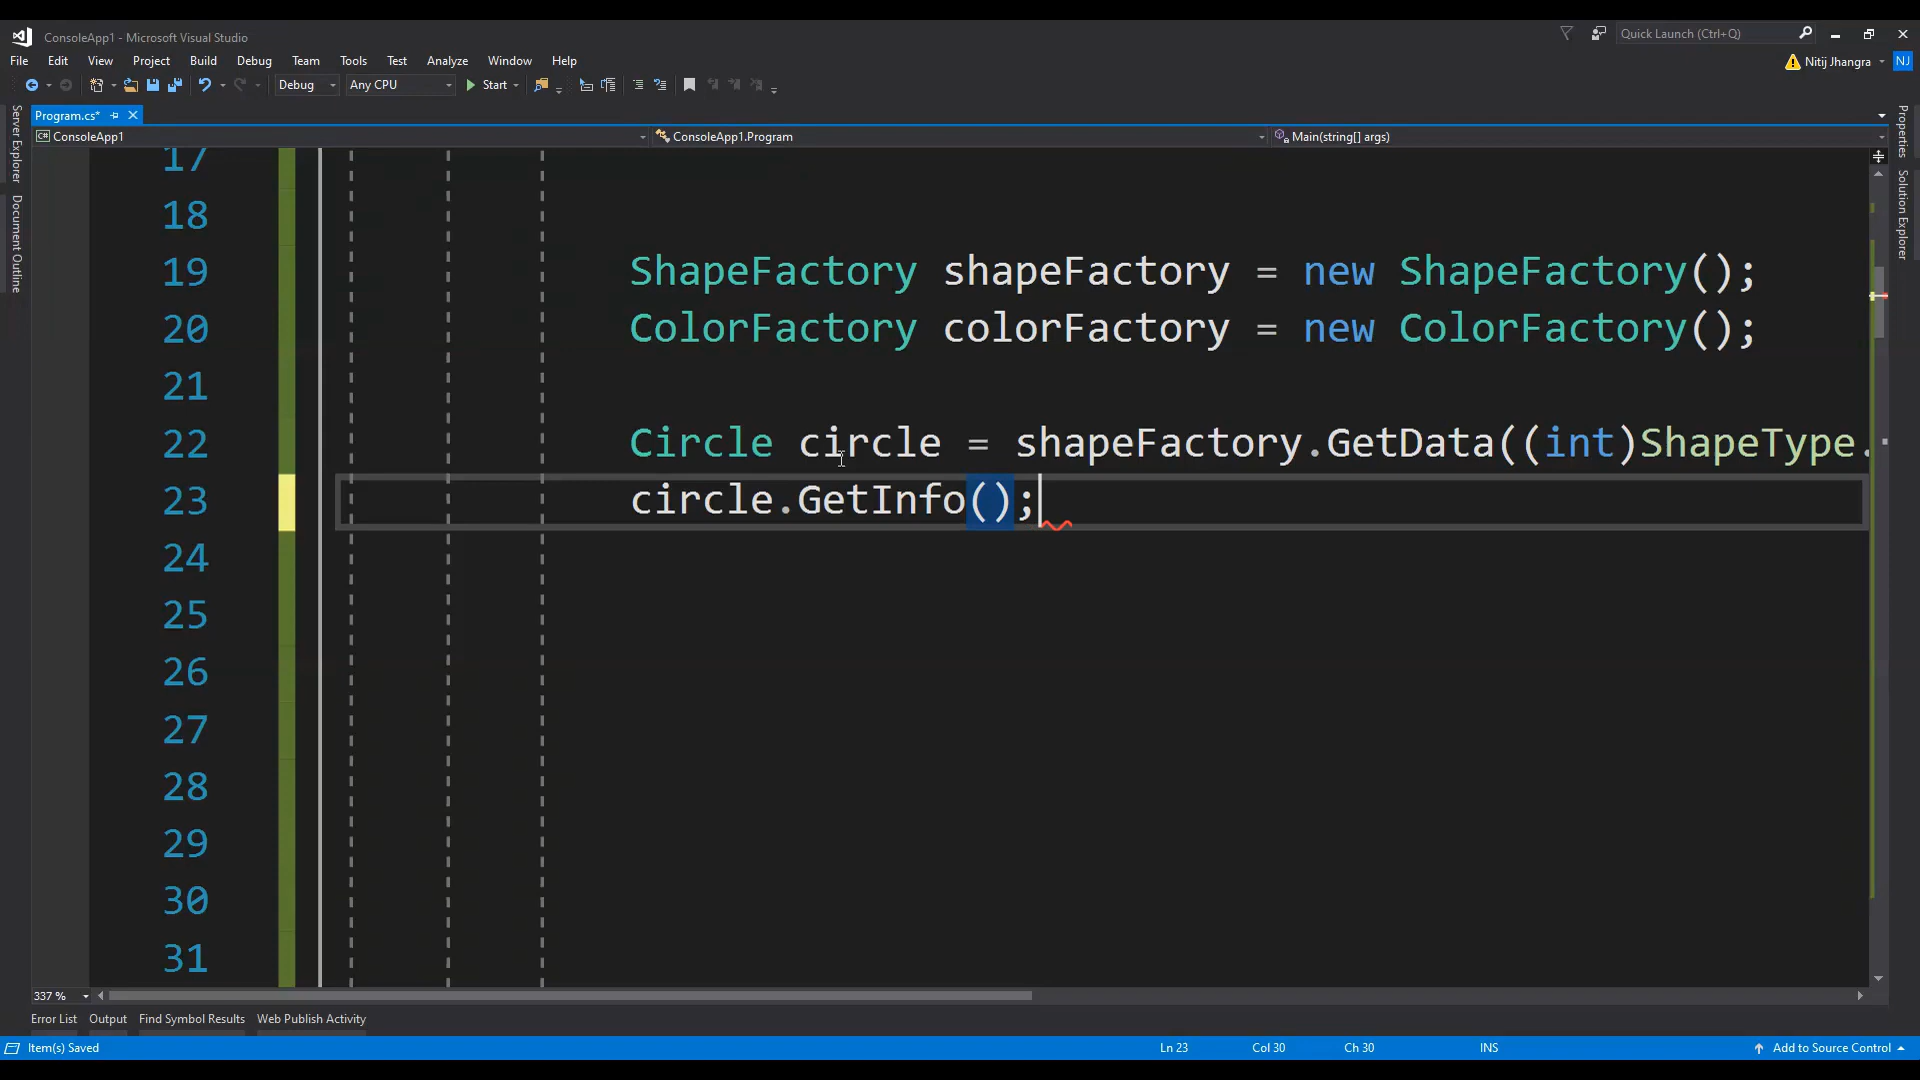 ConsoleApp1 - Microsoft Visual Studio
Quick Launch (Ctrl+Q)
File Edit View Project Build Debug Team Tools Test Analyze Window Help
Nitij Jhangra NJ
Debug Any CPU Start
Program.cs*
ConsoleApp1 ConsoleApp1.Program Main(string[] args)
Server Explorer
Document Outline
Properties
Solution Explorer
17
18
19 ShapeFactory shapeFactory = new ShapeFactory();
20 ColorFactory colorFactory = new ColorFactory();
21
22 Circle circle = shapeFactory.GetData((int)ShapeType.
23 circle.GetInfo();
24
25
26
27
28
29
30
31
337 %
Error List Output Find Symbol Results Web Publish Activity
Item(s) Saved Ln 23 Col 30 Ch 30 INS Add to Source Control